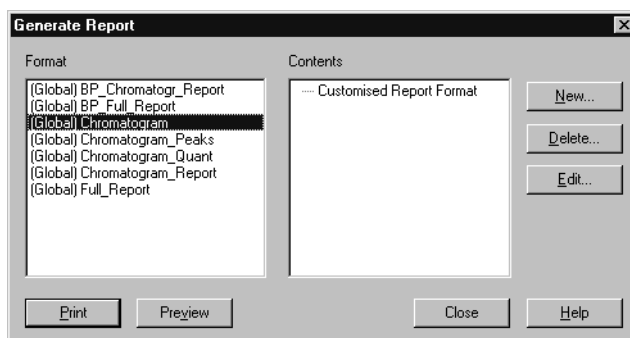 Generate Report
Format
Contents
(Global) BP_Chromatogr_Report
(Global) BP_Full_Report
(Global) Chromatogram
(Global) Chromatogram_Peaks
(Global) Chromatogram_Quant
(Global) Chromatogram_Report
(Global) Full_Report
Customised Report Format
New...
Delete...
Edit...
Print
Preview
Close
Help